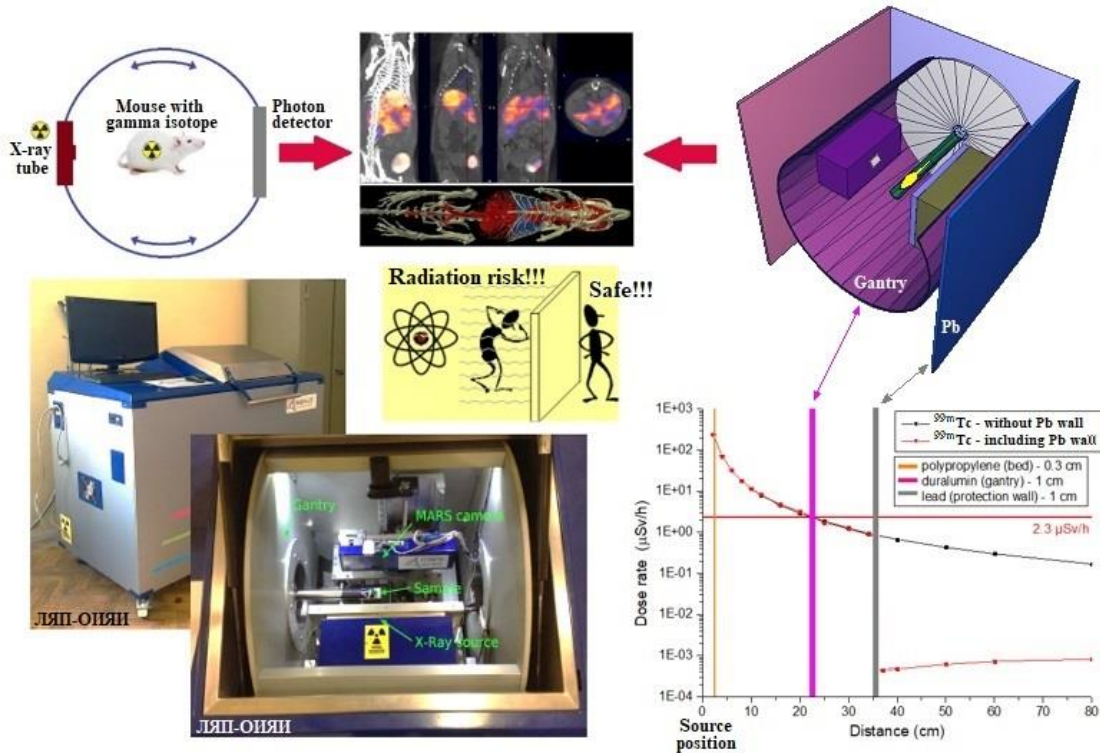 Mouse with
gamma isotope
X-ray
tube
Photon
detector
Gantry
Pb
Radiation risk!!!
Safe!!!
ЛЯП-ОИЯИ
Gantry
MARS camera
Sample
X-Ray source
ЛЯП-ОИЯИ
1E+03
1E+02
1E+01
1E+00
1E-01
1E-02
1E-03
1E-04
Dose rate (µSv/h)
99mTc - without Pb wall
99mTc - including Pb wall
polypropylene (bed) - 0.3 cm
duralumin (gantry) - 1 cm
lead (protection wall) - 1 cm
2.3 µSv/h
0 10 20 30 40 50 60 70 80
Source
position
Distance (cm)